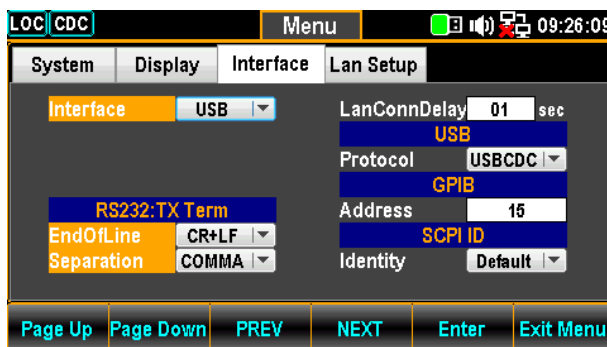 LOC CDC Menu 09:26:09
System Display Interface Lan Setup
Interface USB LanConnDelay 01 sec
USB
Protocol USBCDC
GPIB
RS232:TX Term Address 15
EndOfLine CR+LF SCPI ID
Separation COMMA Identity Default
Page Up Page Down PREV NEXT Enter Exit Menu